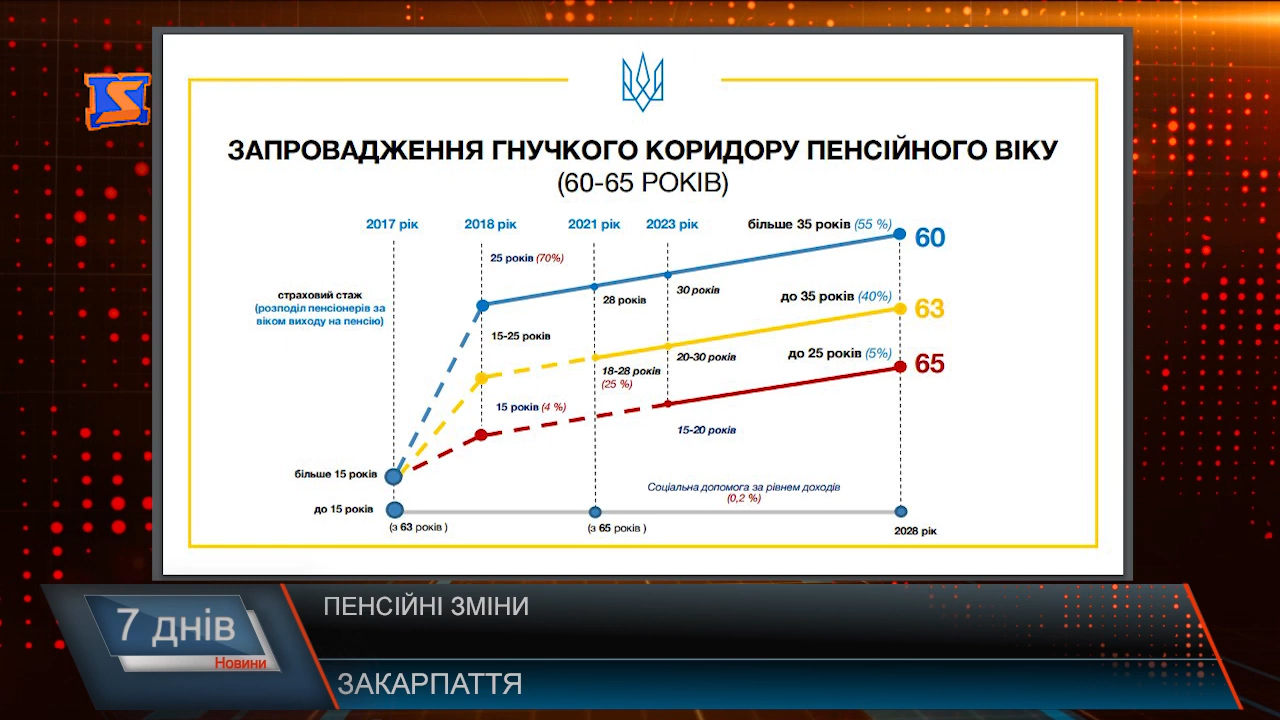 ЗАПРОВАДЖЕННЯ ГНУЧКОГО КОРИДОРУ ПЕНСІЙНОГО ВІКУ
(60-65 РОКІВ)
2017 рік
2018 рік
2021 рік
2023 рік
більше 35 років (55 %)
60
25 років (70%)
28 років
30 років
страховий стаж
(розподіл пенсіонерів за
віком виходу на пенсію)
до 35 років (40%)
63
15-25 років
18-28 років
(25 %)
20-30 років
до 25 років (5%)
65
15 років (4 %)
15-20 років
більше 15 років
Соціальна допомога за рівнем доходів
(0,2 %)
до 15 років
(з 63 років )
(з 65 років )
2028 рік
7 днів
Новини
ПЕНСІЙНІ ЗМІНИ
ЗАКАРПАТТЯ